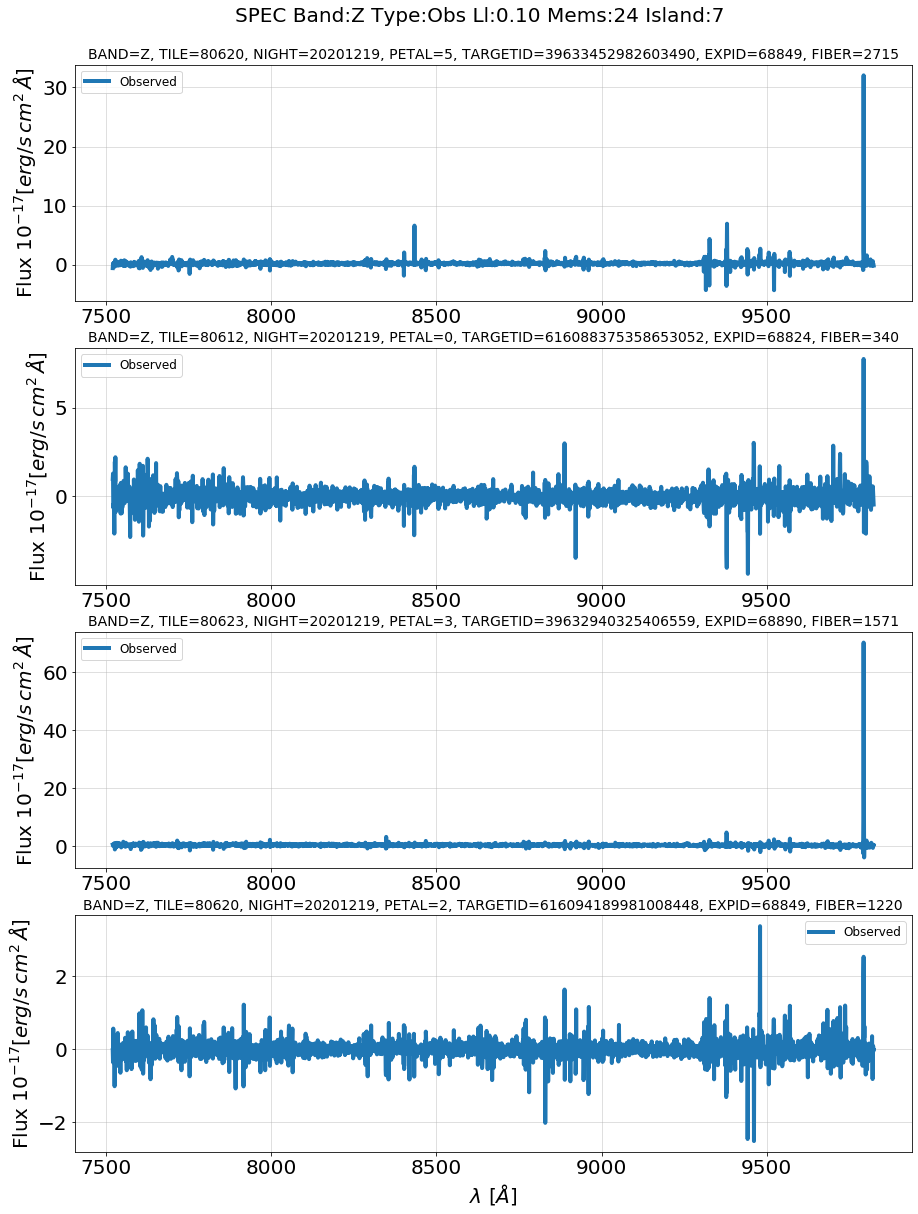 SPEC Band:Z Type:Obs Ll:0.10 Mems:24 Island:7
BAND=Z, TILE=80620, NIGHT=20201219, PETAL=5, TARGETID=39633452982603490, EXPID=68849, FIBER=2715
Observed
Flux 10⁻¹⁷[erg/s cm² Å]
30
20
10
0
7500 8000 8500 9000 9500
BAND=Z, TILE=80612, NIGHT=20201219, PETAL=0, TARGETID=616088375358653052, EXPID=68824, FIBER=340
Observed
Flux 10⁻¹⁷[erg/s cm² Å]
5
0
7500 8000 8500 9000 9500
BAND=Z, TILE=80623, NIGHT=20201219, PETAL=3, TARGETID=39632940325406559, EXPID=68890, FIBER=1571
Observed
Flux 10⁻¹⁷[erg/s cm² Å]
60
40
20
0
7500 8000 8500 9000 9500
BAND=Z, TILE=80620, NIGHT=20201219, PETAL=2, TARGETID=616094189981008448, EXPID=68849, FIBER=1220
Observed
Flux 10⁻¹⁷[erg/s cm² Å]
2
0
−2
7500 8000 8500 9000 9500
λ [Å]